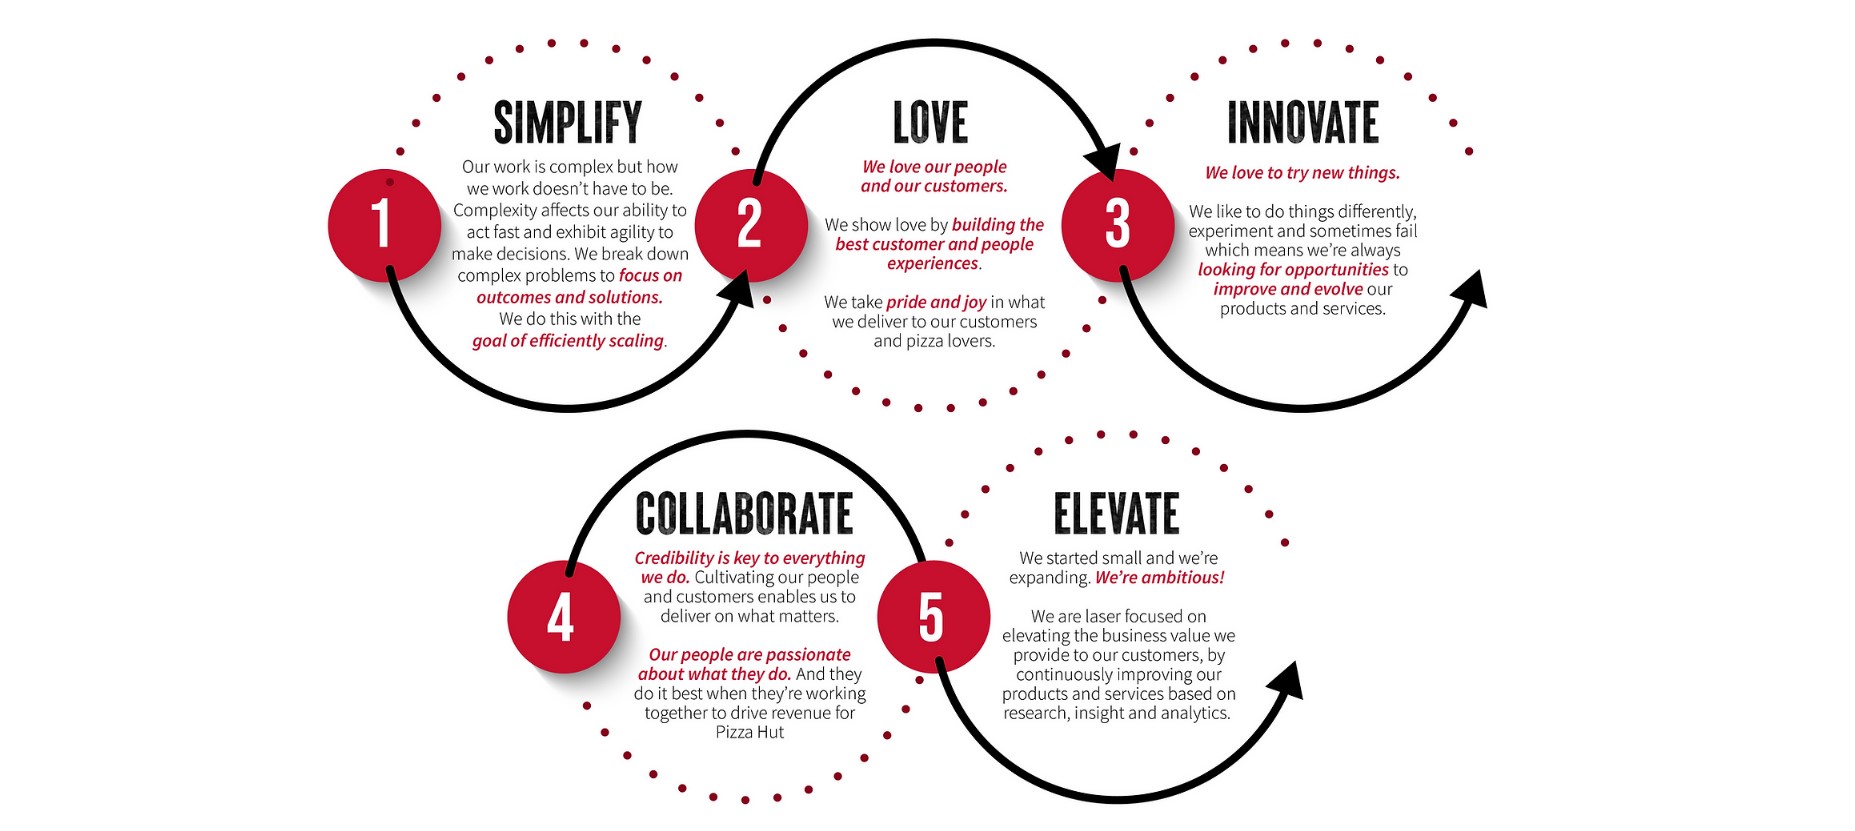 1
SIMPLIFY
Our work is complex but how
we work doesn't have to be.
Complexity affects our ability to
act fast and exhibit agility to
make decisions. We break down
complex problems to focus on
outcomes and solutions.
We do this with the
goal of efficiently scaling.
2
LOVE
We love our people
and our customers.
We show love by building the
best customer and people
experiences.
We take pride and joy in what
we deliver to our customers
and pizza lovers.
3
INNOVATE
We love to try new things.
We like to do things differently,
experiment and sometimes fail
which means we're always
looking for opportunities to
improve and evolve our
products and services.
4
COLLABORATE
Credibility is key to everything
we do. Cultivating our people
and customers enables us to
deliver on what matters.
Our people are passionate
about what they do. And they
do it best when they're working
together to drive revenue for
Pizza Hut
5
ELEVATE
We started small and we're
expanding. We're ambitious!
We are laser focused on
elevating the business value we
provide to our customers, by
continuously improving our
products and services based on
research, insight and analytics.